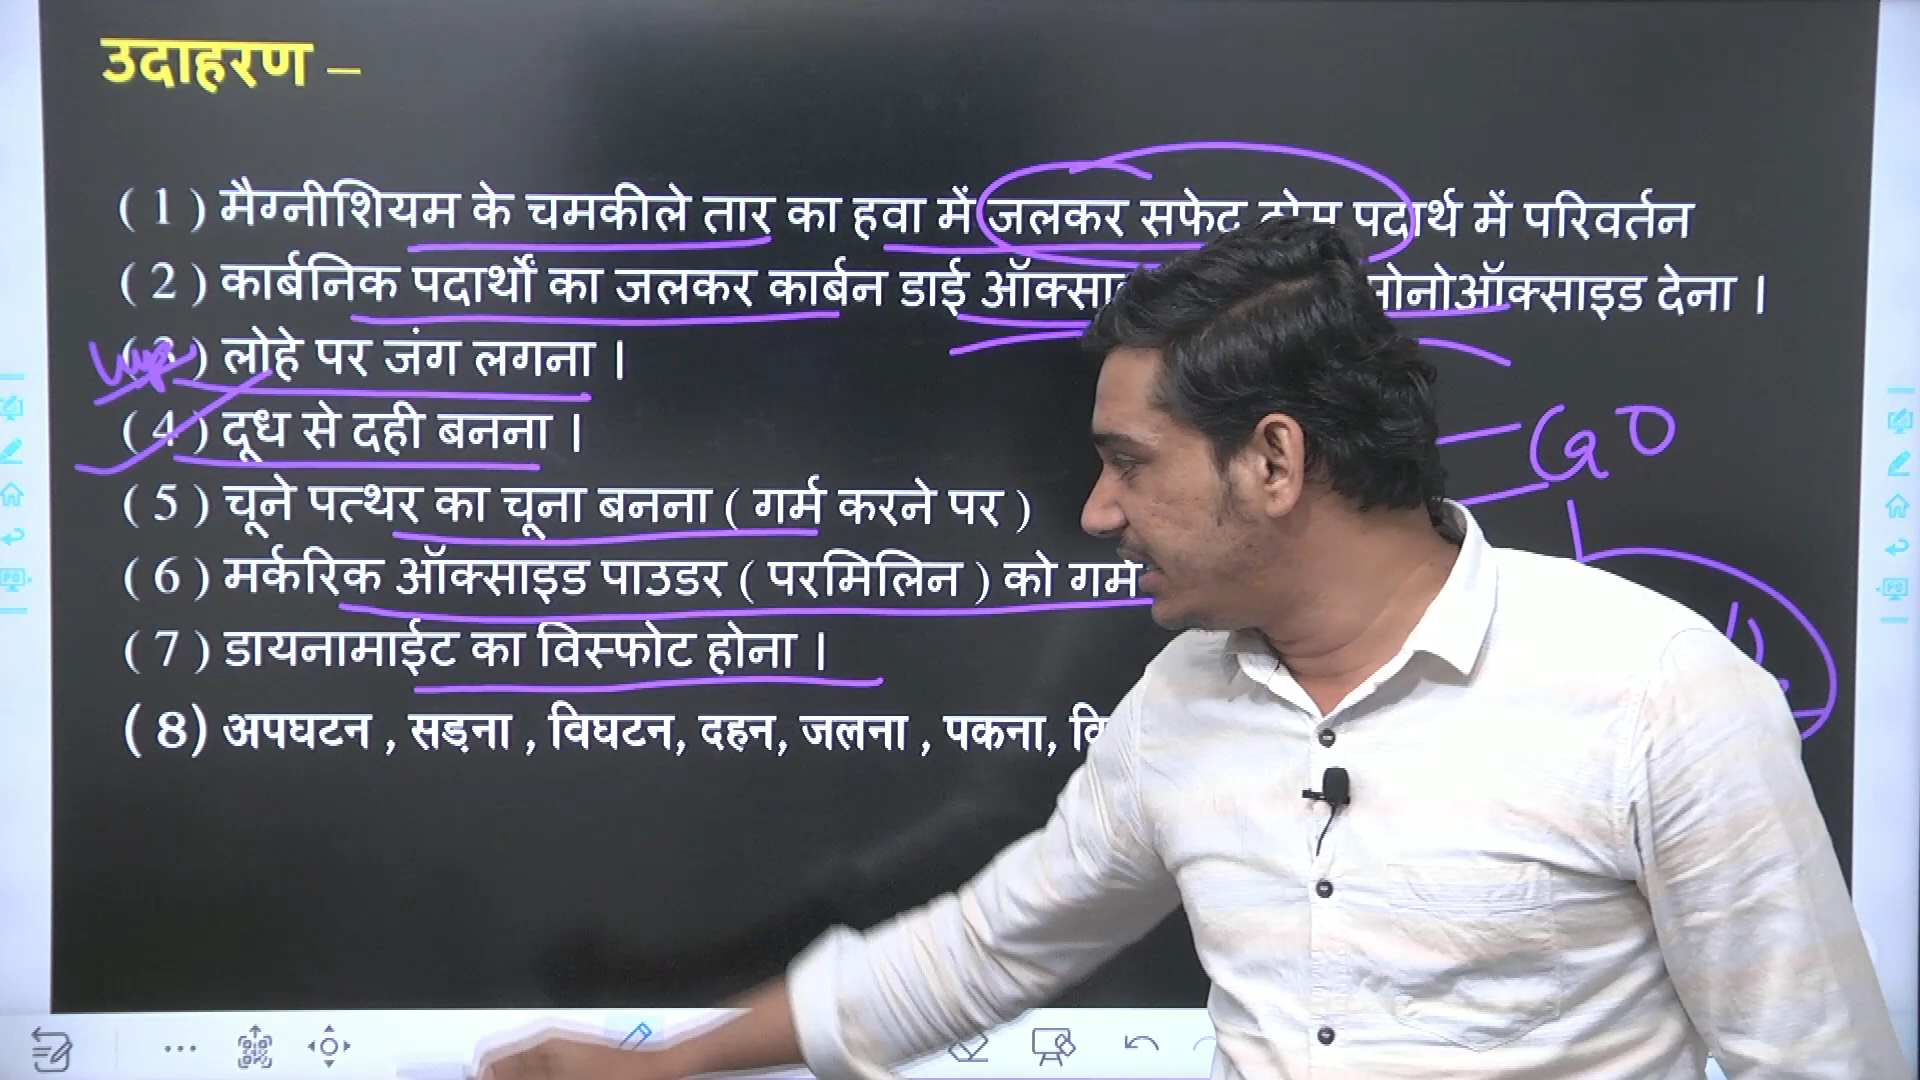 उदाहरण –
( 1 ) मैग्नीशियम के चमकीले तार का हवा में जलकर सफेद ठोस पदार्थ में परिवर्तन
( 2 ) कार्बनिक पदार्थों का जलकर कार्बन डाई मोनोऑक्साइड देना ।
( 3 ) लोहे पर जंग लगना ।
( 4 ) दूध से दही बनना ।
( 5 ) चूने पत्थर का चूना बनना ( गर्म करने पर )
( 6 ) मर्करिक ऑक्साइड पाउडर ( परमिलिन ) को गर्म
( 7 ) डायनामाईट का विस्फोट होना ।
( 8) अपघटन , सड़ना , विघटन, दहन, जलना , पकना,